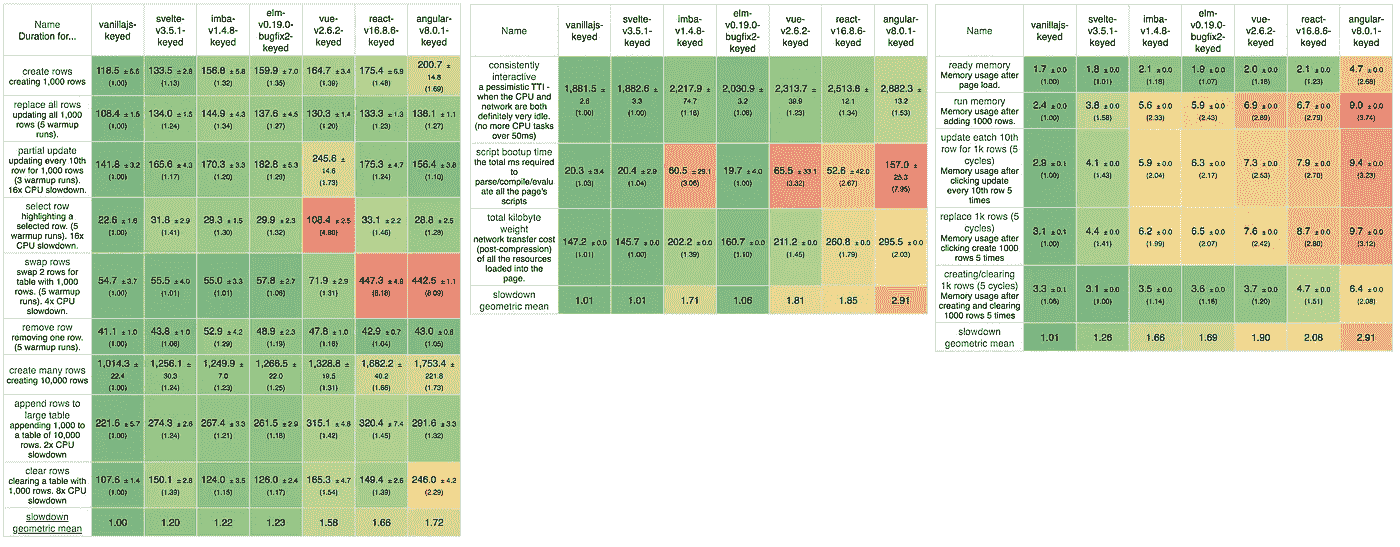 Name
Duration for...
vanillajs-
keyed
svelte-
v3.5.1-
keyed
imba-
v1.4.8-
keyed
elm-
v0.19.0-
bugfix2-
keyed
vue-
v2.6.2-
keyed
react-
v16.8.6-
keyed
angular-
v8.0.1-
keyed
create rows
creating 1,000 rows
118.5 ± 5.6 (1.00)
133.5 ± 2.8 (1.13)
156.8 ± 5.8 (1.32)
159.9 ± 7.0 (1.35)
164.7 ± 3.4 (1.39)
175.4 ± 6.9 (1.48)
200.7 ± 14.8 (1.69)
replace all rows
updating all 1,000
rows (5 warmup
runs).
108.4 ± 1.5 (1.00)
134.0 ± 1.5 (1.24)
144.9 ± 4.3 (1.34)
137.6 ± 4.5 (1.27)
130.3 ± 1.4 (1.20)
133.3 ± 1.3 (1.23)
138.1 ± 1.1 (1.27)
partial update
updating every 10th
row for 1,000 rows
(3 warmup runs).
16x CPU slowdown.
141.8 ± 3.2 (1.00)
165.6 ± 4.3 (1.17)
170.3 ± 3.3 (1.20)
182.8 ± 5.3 (1.29)
245.6 ± 14.6 (1.73)
175.3 ± 4.7 (1.24)
156.4 ± 3.8 (1.10)
select row
highlighting a
selected row. (5
warmup runs). 16x
CPU slowdown.
22.6 ± 1.6 (1.00)
31.8 ± 2.9 (1.41)
29.3 ± 1.5 (1.30)
29.9 ± 2.3 (1.32)
108.4 ± 2.5 (4.80)
33.1 ± 2.2 (1.46)
28.8 ± 2.5 (1.28)
swap rows
swap 2 rows for
table with 1,000
rows. (5 warmup
runs). 4x CPU
slowdown.
54.7 ± 3.7 (1.00)
55.5 ± 4.0 (1.01)
55.0 ± 3.3 (1.01)
57.8 ± 3.4 (1.06)
71.9 ± 2.9 (1.31)
447.3 ± 4.8 (8.18)
442.5 ± 1.1 (8.09)
remove row
removing one row.
(5 warmup runs).
41.1 ± 1.0 (1.00)
43.8 ± 1.0 (1.06)
52.9 ± 4.2 (1.29)
48.9 ± 2.3 (1.19)
47.8 ± 1.0 (1.16)
42.9 ± 0.7 (1.04)
43.0 ± 0.8 (1.05)
create many rows
creating 10,000 rows
1,014.3 ± 22.4 (1.00)
1,256.1 ± 30.3 (1.24)
1,249.9 ± 7.0 (1.23)
1,266.5 ± 22.0 (1.25)
1,328.8 ± 19.5 (1.31)
1,682.2 ± 40.2 (1.66)
1,753.4 ± 221.8 (1.73)
append rows to
large table
appending 1,000 to
a table of 10,000
rows. 2x CPU
slowdown
221.5 ± 5.7 (1.00)
274.3 ± 2.6 (1.24)
267.4 ± 3.3 (1.21)
261.5 ± 2.9 (1.18)
315.1 ± 4.8 (1.42)
320.4 ± 7.4 (1.45)
291.6 ± 3.3 (1.32)
clear rows
clearing a table with
1,000 rows. 8x CPU
slowdown
107.6 ± 1.4 (1.00)
150.1 ± 2.8 (1.39)
124.0 ± 3.5 (1.15)
126.0 ± 2.4 (1.17)
165.3 ± 4.7 (1.54)
149.4 ± 2.6 (1.39)
246.0 ± 4.2 (2.29)
slowdown
geometric mean
1.00
1.20
1.22
1.23
1.58
1.66
1.72
Name
vanillajs-
keyed
svelte-
v3.5.1-
keyed
imba-
v1.4.8-
keyed
elm-
v0.19.0-
bugfix2-
keyed
vue-
v2.6.2-
keyed
react-
v16.8.6-
keyed
angular-
v8.0.1-
keyed
consistently
interactive
a pessimistic TTI -
when the CPU and
network are both
definitely very idle.
(no more CPU tasks
over 50ms)
1,881.5 ± 2.6 (1.00)
1,882.6 ± 3.3 (1.00)
2,187.9 ± 74.7 (1.16)
2,030.9 ± 3.2 (1.08)
2,313.7 ± 39.9 (1.23)
2,513.8 ± 12.1 (1.34)
2,882.3 ± 13.2 (1.53)
script bootup time
the total ms required
to
parse/compile/evalu
ate all the page's
scripts
20.3 ± 3.4 (1.03)
20.4 ± 2.9 (1.04)
60.5 ± 29.1 (3.06)
19.7 ± 4.0 (1.00)
65.5 ± 33.1 (3.32)
52.6 ± 42.0 (2.67)
157.0 ± 25.3 (7.95)
total kilobyte
weight
network transfer cost
(post-compression)
of all the resources
loaded into the
page.
147.2 ± 0.0 (1.01)
145.7 ± 0.0 (1.00)
202.2 ± 0.0 (1.39)
160.7 ± 0.0 (1.10)
211.2 ± 0.0 (1.45)
260.8 ± 0.0 (1.79)
295.5 ± 0.0 (2.03)
slowdown
geometric mean
1.01
1.01
1.71
1.06
1.81
1.85
2.91
Name
vanillajs-
keyed
svelte-
v3.5.1-
keyed
imba-
v1.4.8-
keyed
elm-
v0.19.0-
bugfix2-
keyed
vue-
v2.6.2-
keyed
react-
v16.8.6-
keyed
angular-
v8.0.1-
keyed
ready memory
Memory usage after
page load.
1.7 ± 0.0 (1.00)
1.8 ± 0.0 (1.01)
2.1 ± 0.0 (1.18)
1.9 ± 0.0 (1.07)
2.0 ± 0.0 (1.18)
2.1 ± 0.0 (1.23)
4.7 ± 0.0 (2.68)
run memory
Memory usage after
adding 1000 rows.
2.4 ± 0.0 (1.00)
3.8 ± 0.0 (1.58)
5.6 ± 0.0 (2.33)
5.9 ± 0.0 (2.43)
6.9 ± 0.0 (2.89)
6.7 ± 0.0 (2.79)
9.0 ± 0.0 (3.74)
update eatch 10th
row for 1k rows (5
cycles)
Memory usage after
clicking update
every 10th row 5
times
2.9 ± 0.1 (1.00)
4.1 ± 0.0 (1.43)
5.9 ± 0.0 (2.04)
6.3 ± 0.0 (2.17)
7.3 ± 0.0 (2.53)
7.9 ± 0.0 (2.70)
9.4 ± 0.0 (3.23)
replace 1k rows (5
cycles)
Memory usage after
clicking create 1000
rows 5 times
3.1 ± 0.1 (1.00)
4.4 ± 0.0 (1.41)
6.2 ± 0.0 (1.99)
6.5 ± 0.0 (2.07)
7.6 ± 0.0 (2.42)
8.7 ± 0.0 (2.80)
9.7 ± 0.0 (3.12)
creating/clearing
1k rows (5 cycles)
Memory usage after
creating and clearing
1000 rows 5 times
3.3 ± 0.1 (1.06)
3.1 ± 0.0 (1.00)
3.5 ± 0.0 (1.14)
3.6 ± 0.0 (1.16)
3.7 ± 0.0 (1.20)
4.7 ± 0.0 (1.51)
6.4 ± 0.0 (2.08)
slowdown
geometric mean
1.01
1.26
1.66
1.69
1.90
2.08
2.91